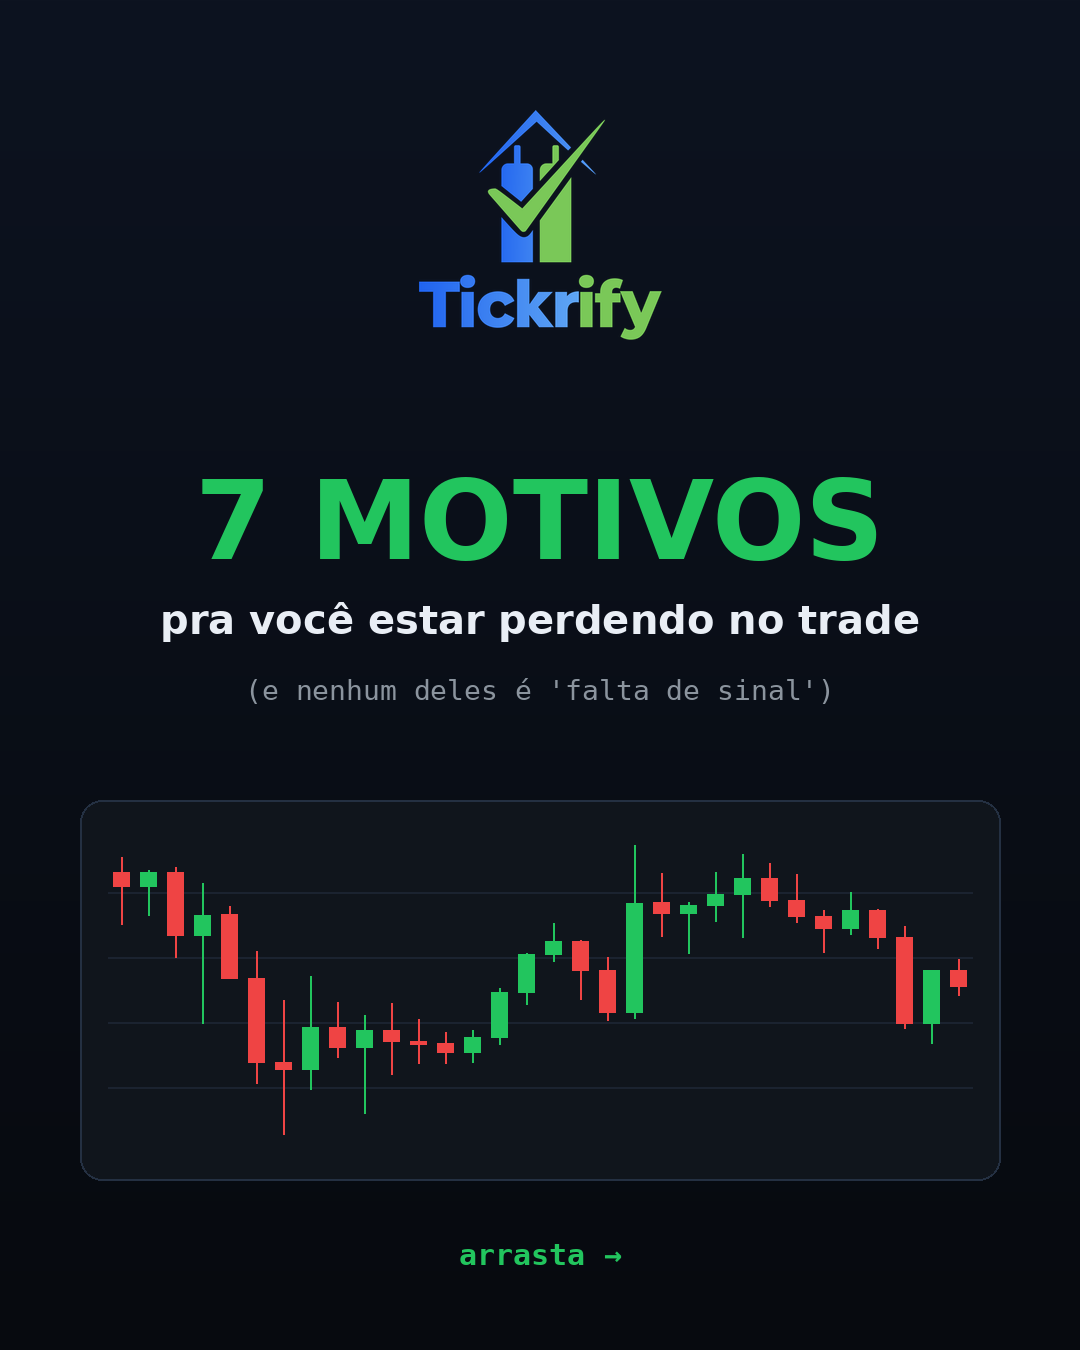 Tickrify
7 MOTIVOS
pra você estar perdendo no trade
(e nenhum deles é 'falta de sinal')
arrasta →